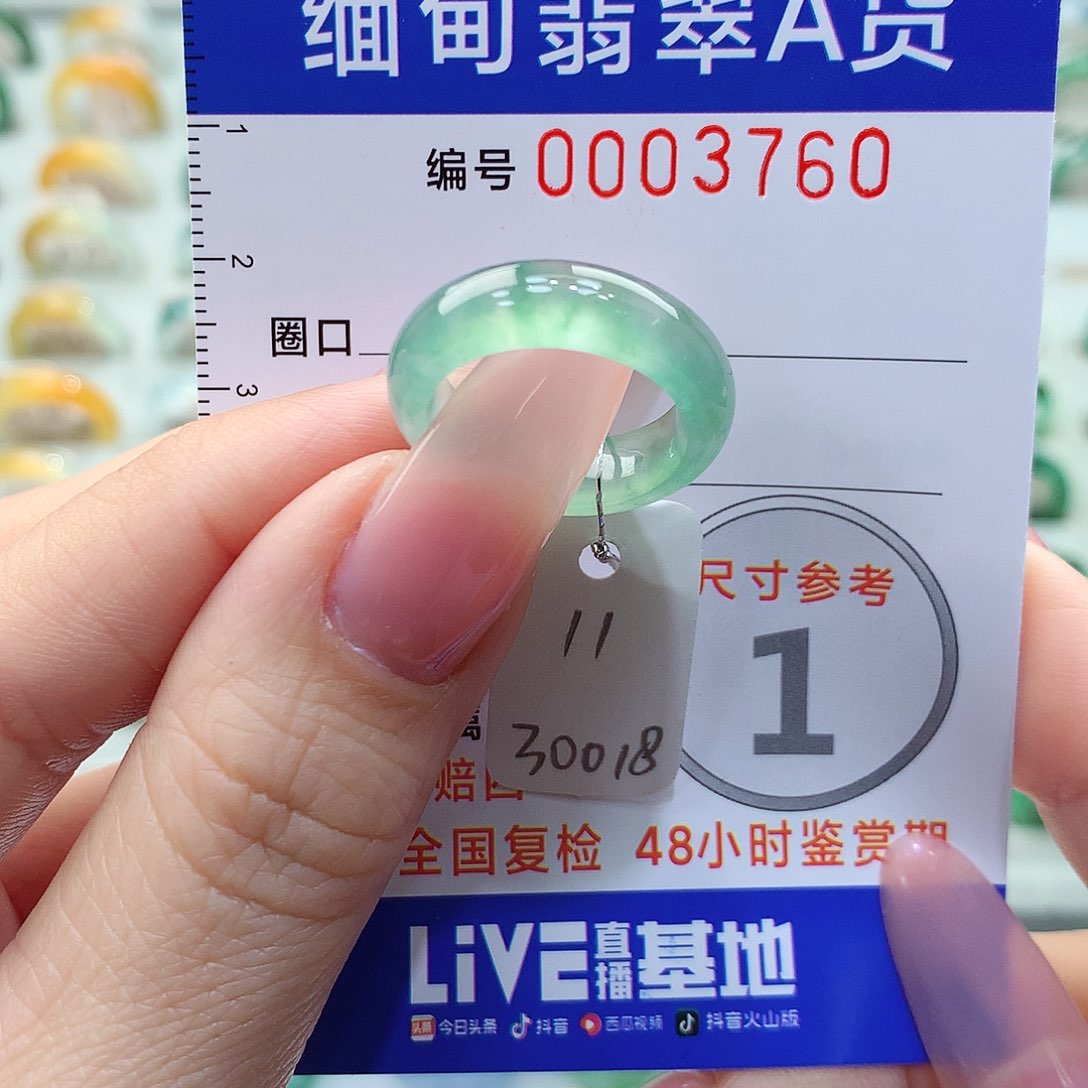 缅甸翡翠A货
编号 0003760
1
2
圈口
3
尺寸参考
1
11
30018
赔
全国复检 48小时鉴赏期
LiVE直播基地
头条 今日头条 抖音 西瓜视频 抖音火山版